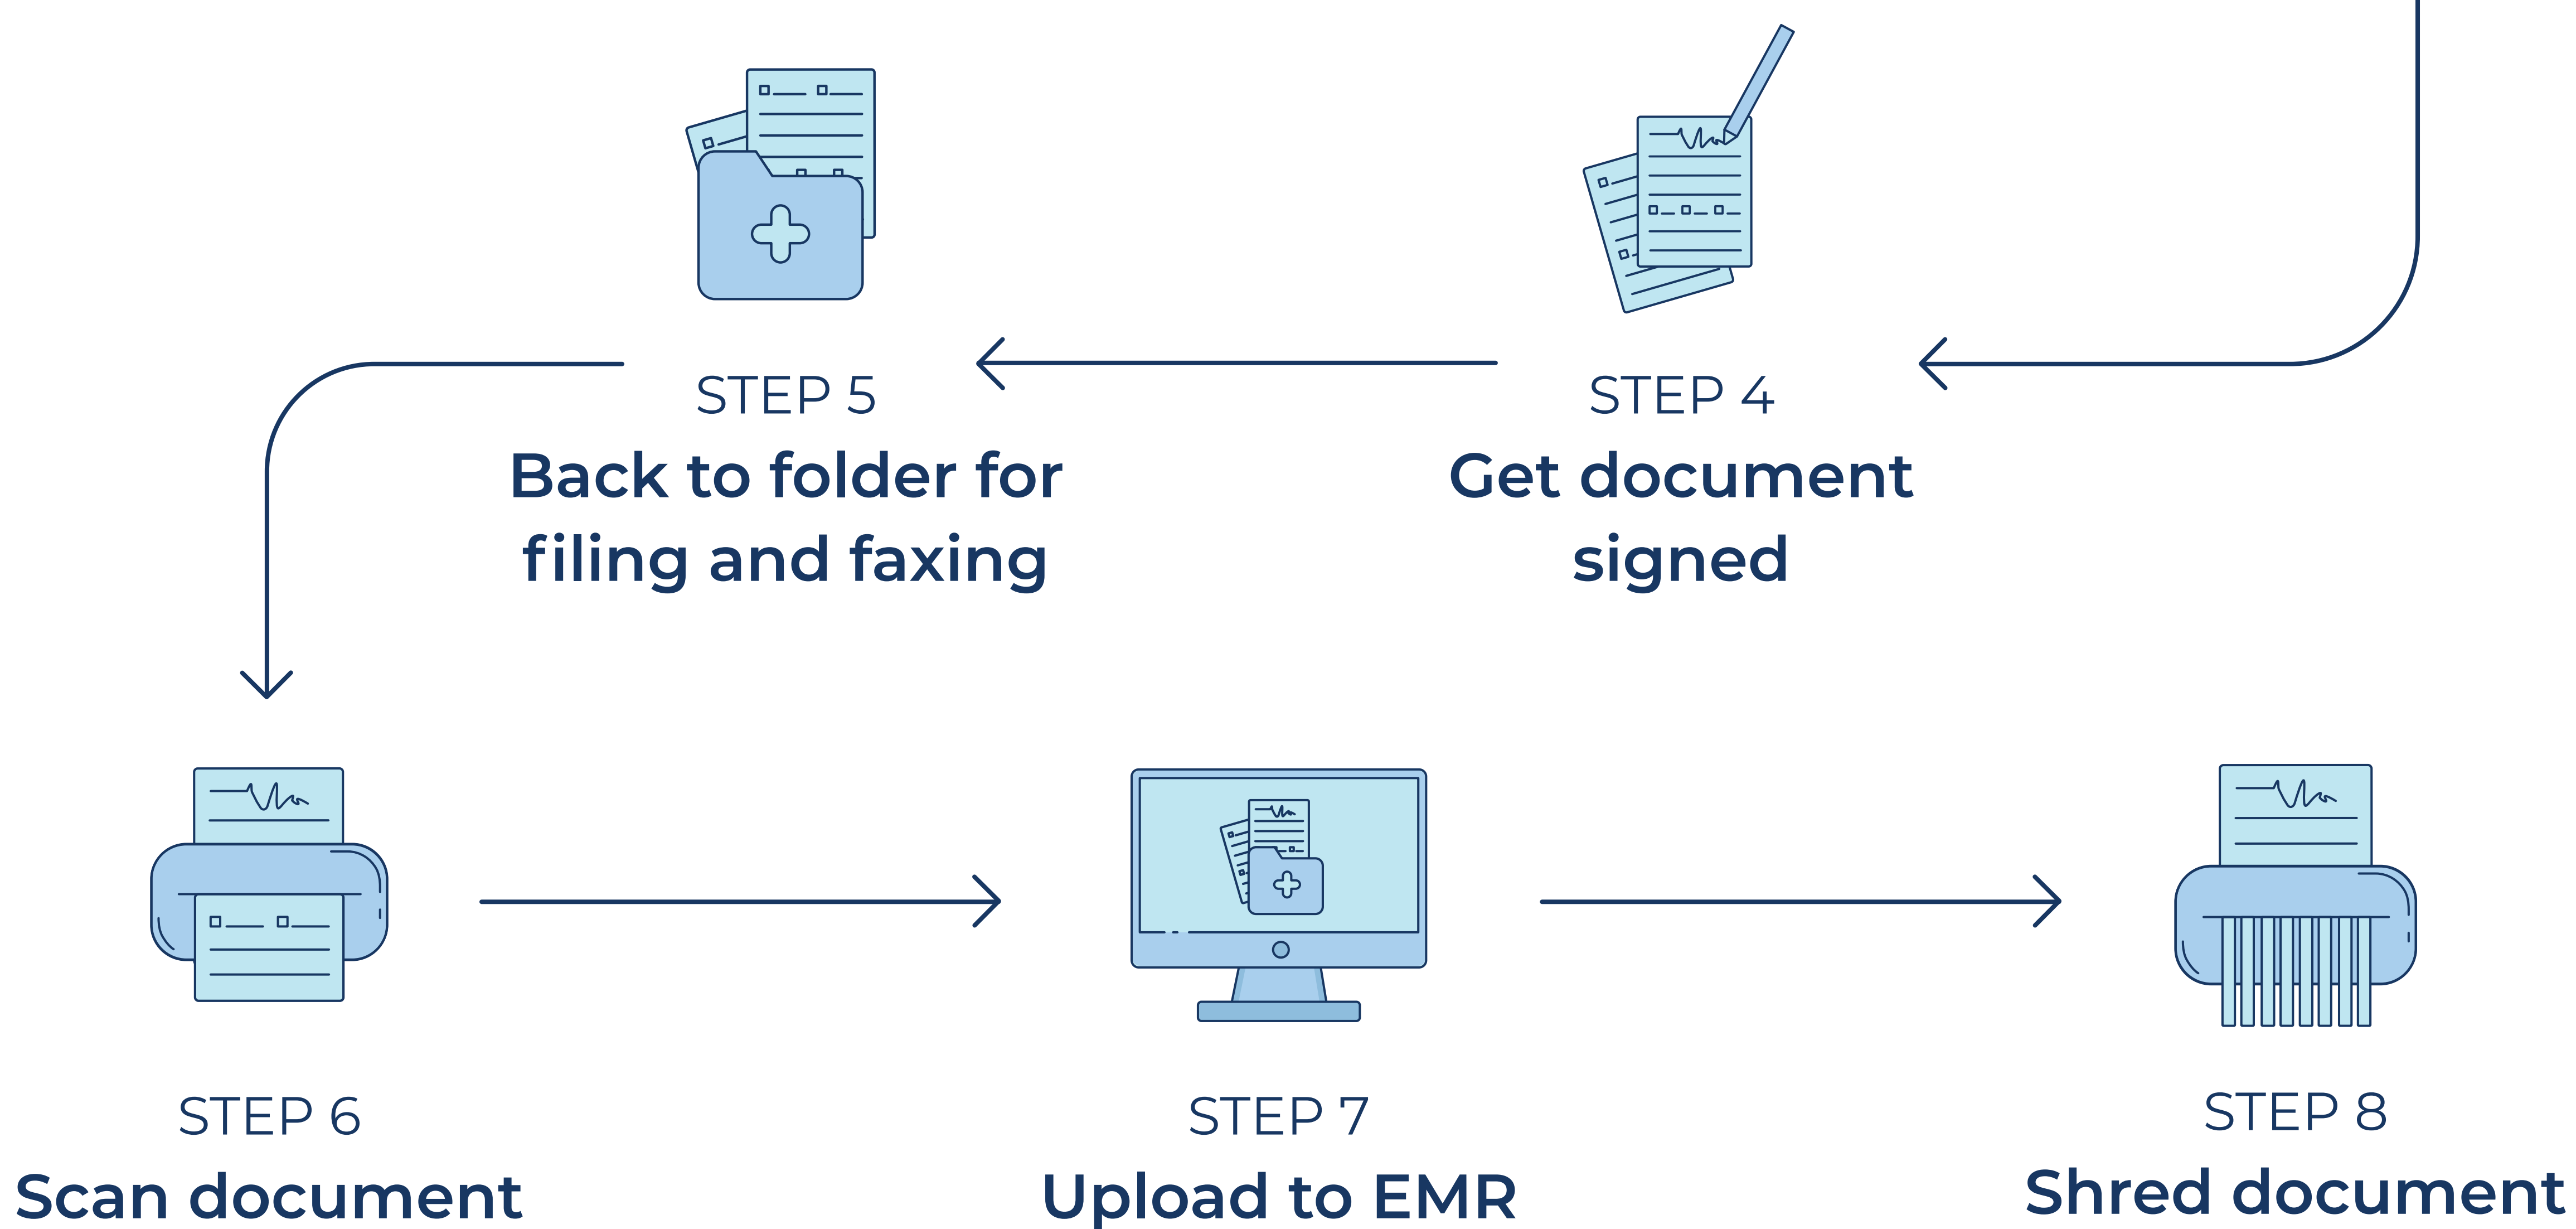 STEP 4
Get document
signed
STEP 5
Back to folder for
filing and faxing
STEP 6
Scan document
STEP 7
Upload to EMR
STEP 8
Shred document